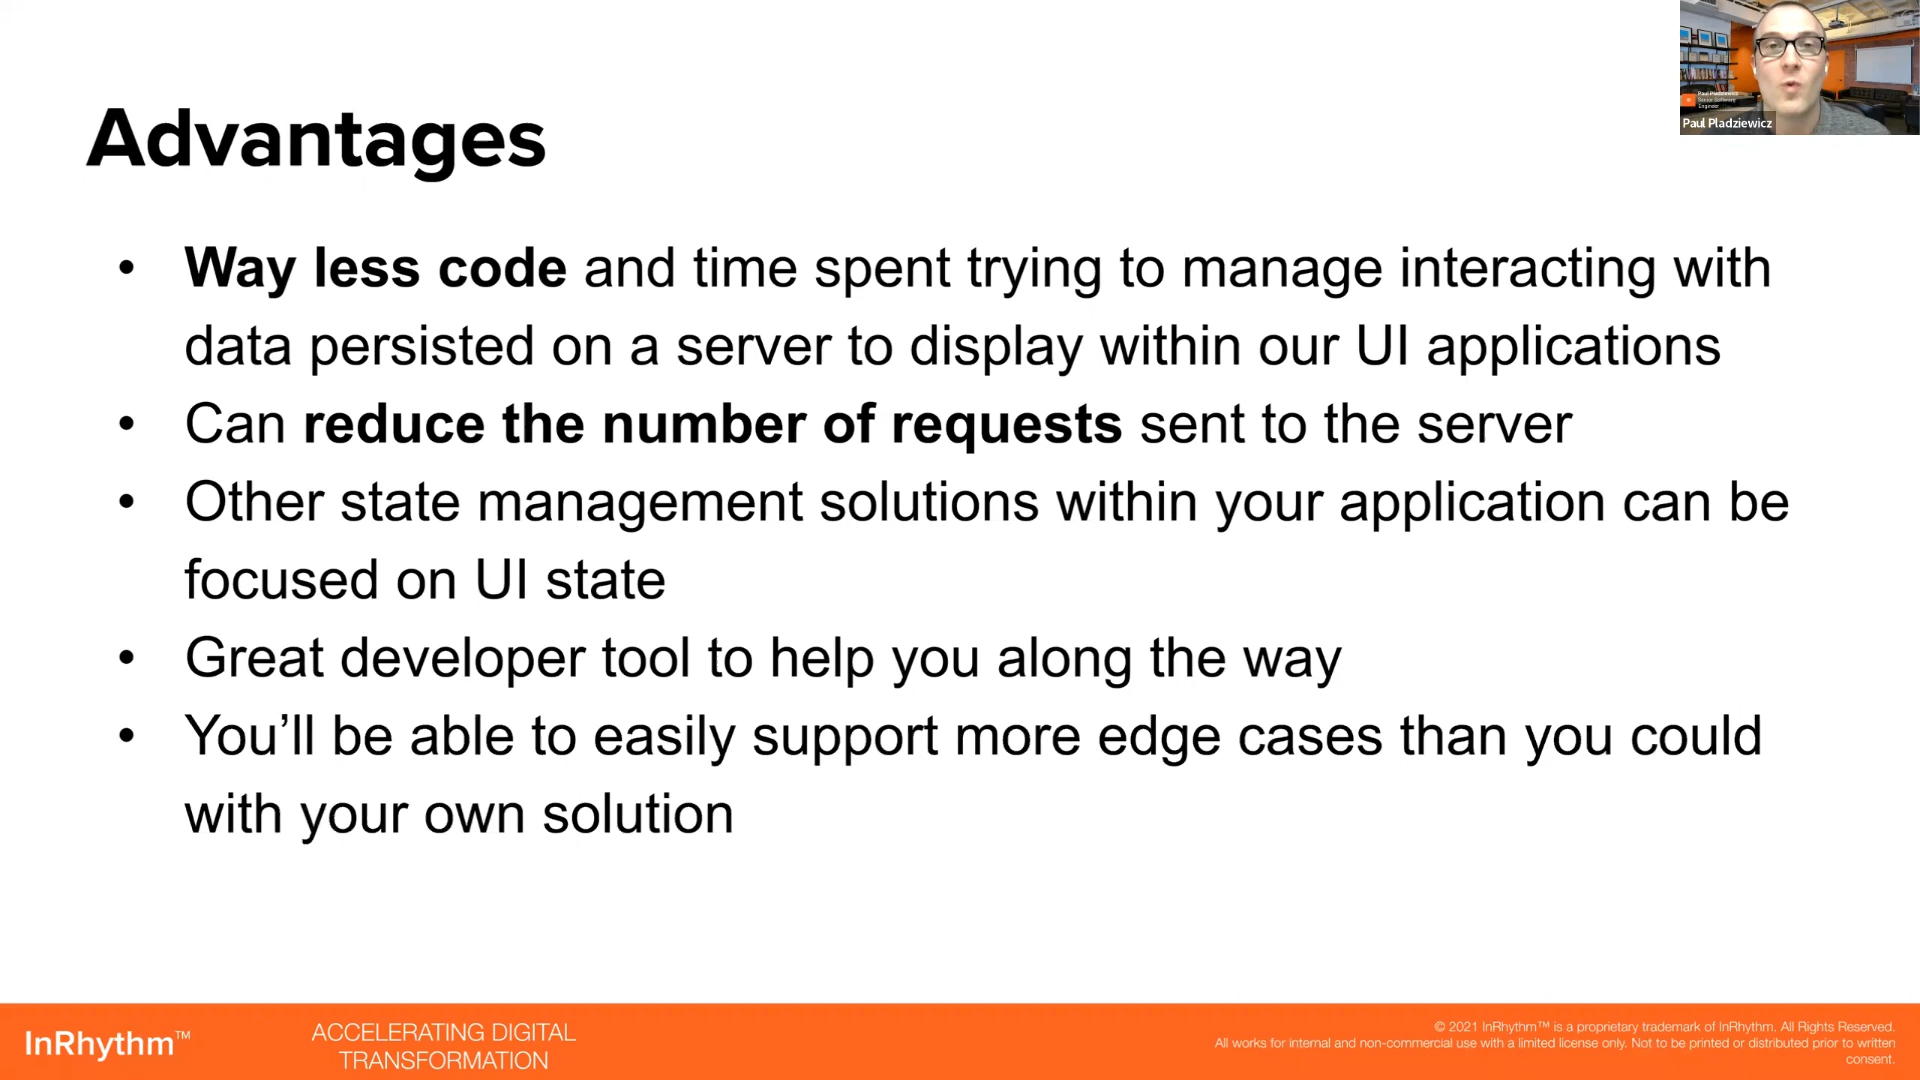 Paul Pladziewicz
Senior Software
Engineer
Paul Pladziewicz
Advantages
• Way less code and time spent trying to manage interacting with
data persisted on a server to display within our UI applications
• Can reduce the number of requests sent to the server
• Other state management solutions within your application can be
focused on UI state
• Great developer tool to help you along the way
• You’ll be able to easily support more edge cases than you could
with your own solution
InRhythm™
ACCELERATING DIGITAL
TRANSFORMATION
© 2021 InRhythm™ is a proprietary trademark of InRhythm. All Rights Reserved.
All works for internal and non-commercial use with a limited license only. Not to be printed or distributed prior to written
consent.